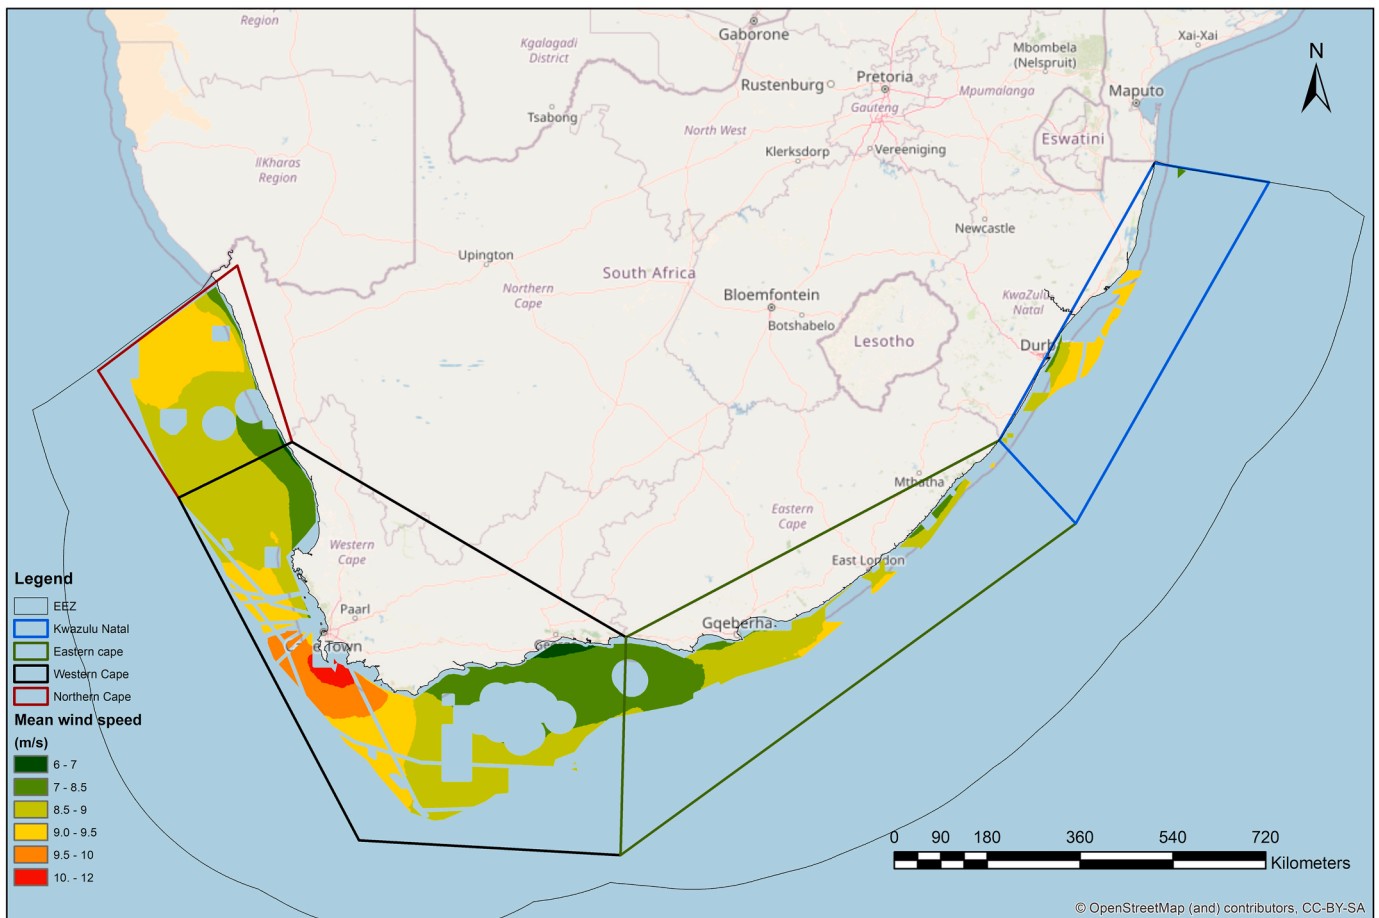 Region
Kgalagadi
District
Gaborone
Xai-Xai
Mbombela
(Nelspruit)
N
Rustenburg
Pretoria
Mpumalanga
Maputo
Tsabong
Gauteng
North West
Eswatini
Klerksdorp
Vereeniging
IlKharas
Region
Newcastle
Upington
South Africa
Northern
Cape
Bloemfontein
KwaZulu
Natal
Botshabelo
Lesotho
Durb
Mthatha
Eastern
Cape
Western
Cape
East London
Paarl
Gqeberha
Town
Legend
EEZ
Kwazulu Natal
Eastern cape
Western Cape
Northern Cape
Mean wind speed
(m/s)
6 - 7
7 - 8.5
8.5 - 9
9.0 - 9.5
9.5 - 10
10. - 12
0 90 180 360 540 720
Kilometers
© OpenStreetMap (and) contributors, CC-BY-SA